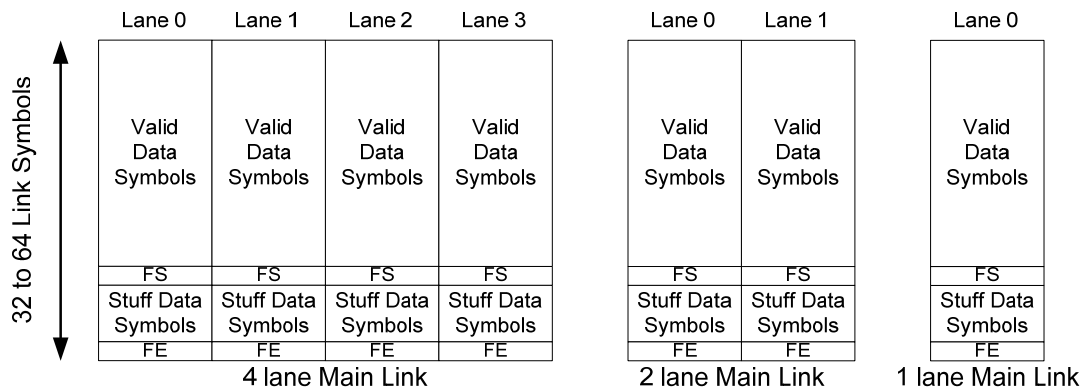 Lane 0 Lane 1 Lane 2 Lane 3 Lane 0 Lane 1 Lane 0
32 to 64 Link Symbols
Valid Valid Valid Valid Valid Valid Valid
Data Data Data Data Data Data Data
Symbols Symbols Symbols Symbols Symbols Symbols Symbols
FS FS FS FS FS FS FS
Stuff Data Stuff Data Stuff Data Stuff Data Stuff Data Stuff Data Stuff Data
Symbols Symbols Symbols Symbols Symbols Symbols Symbols
FE FE FE FE FE FE FE
4 lane Main Link 2 lane Main Link 1 lane Main Link